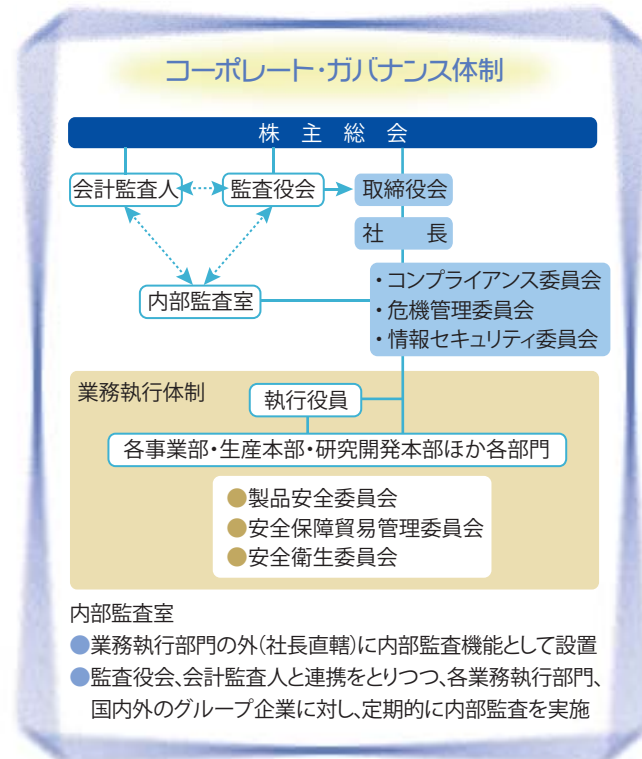 コーポレート・ガバナンス体制
株主総会
会計監査人
監査役会
取締役会
社長
内部監査室
・コンプライアンス委員会
・危機管理委員会
・情報セキュリティ委員会
業務執行体制
執行役員
各事業部・生産本部・研究開発本部ほか各部門
●製品安全委員会
●安全保障貿易管理委員会
●安全衛生委員会
内部監査室
●業務執行部門の外(社長直轄)に内部監査機能として設置
●監査役会、会計監査人と連携をとりつつ、各業務執行部門、
国内外のグループ企業に対し、定期的に内部監査を実施